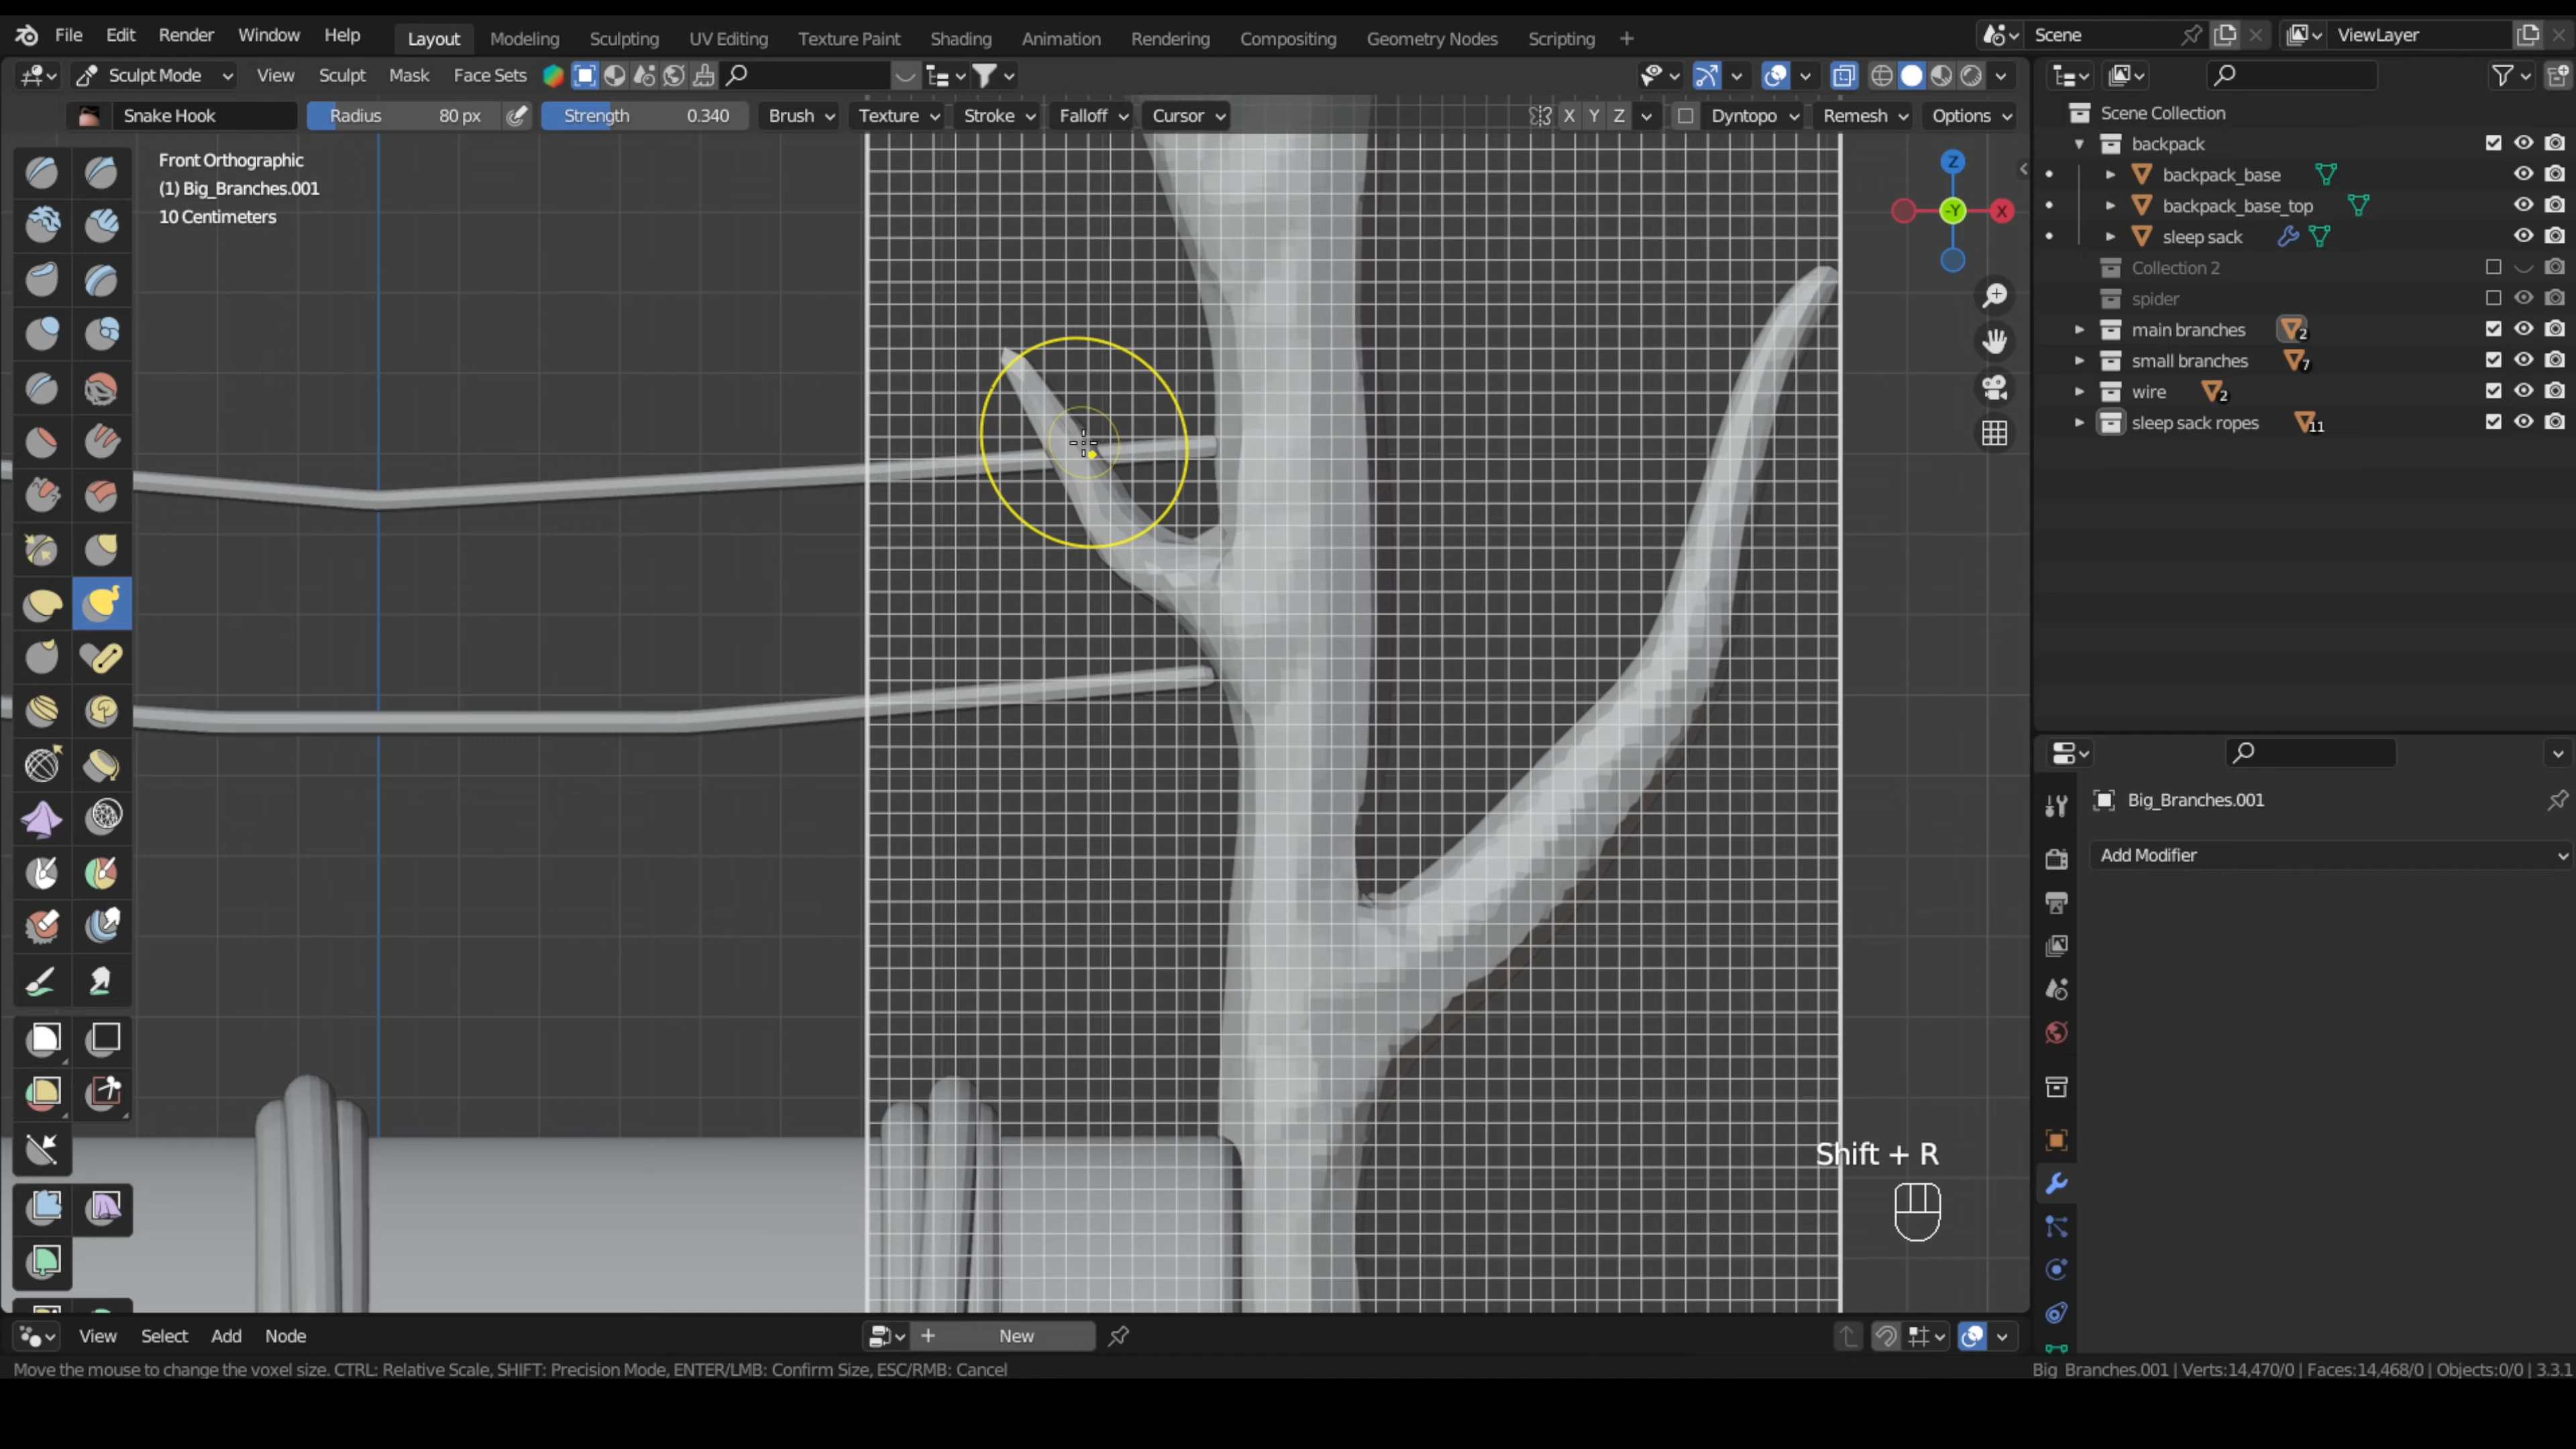 File Edit Render Window Help Layout Modeling Sculpting UV Editing Texture Paint Shading Animation Rendering Compositing Geometry Nodes Scripting + Scene ViewLayer
Sculpt Mode View Sculpt Mask Face Sets
Snake Hook Radius 80 px Strength 0.340 Brush Texture Stroke Falloff Cursor X Y Z Dyntopo Remesh Options
Front Orthographic
(1) Big_Branches.001
10 Centimeters
Z
-Y
X
Scene Collection
backpack
backpack_base
backpack_base_top
sleep sack
Collection 2
spider
main branches 2
small branches 7
wire 2
sleep sack ropes 11
Big_Branches.001
Add Modifier
Shift + R
View Select Add Node + New
Move the mouse to change the voxel size. CTRL: Relative Scale, SHIFT: Precision Mode, ENTER/LMB: Confirm Size, ESC/RMB: Cancel
Big_Branches.001 | Verts:14,470/0 | Faces:14,468/0 | Objects:0/0 | 3.3.1